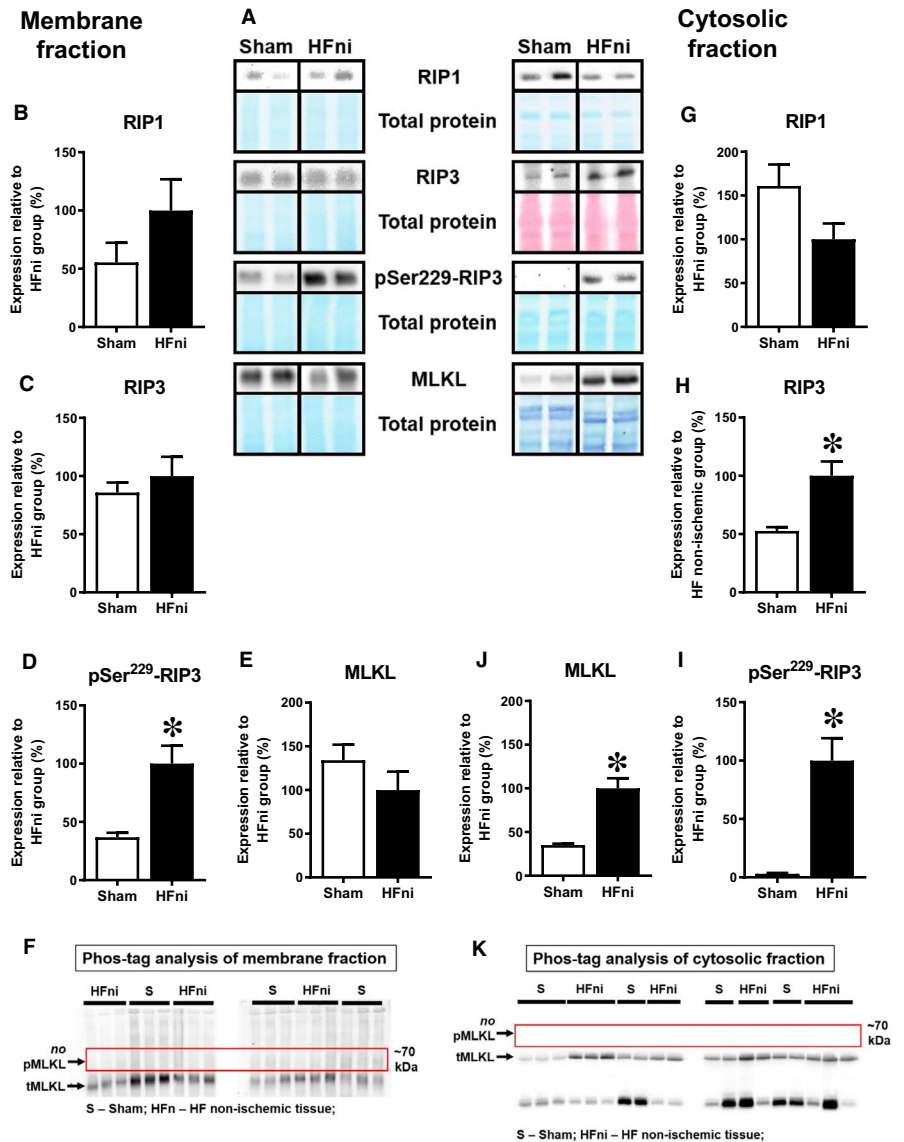 Membrane
fraction
A
Cytosolic
fraction
Sham HFni
Sham HFni
RIP1
Total protein
RIP3
Total protein
pSer229-RIP3
Total protein
MLKL
Total protein
B
RIP1
Expression relative to
HFni group (%)
150
100
50
0
Sham HFni
C
RIP3
Expression relative to
HFni group (%)
150
100
50
0
Sham HFni
G
RIP1
Expression relative to
HFni group (%)
200
150
100
50
0
Sham HFni
H
RIP3
Expression relative to
HF non-ischemic group (%)
150
100
50
0
*
Sham HFni
D
pSer229-RIP3
Expression relative to
HFni group (%)
150
100
50
0
*
Sham HFni
E
MLKL
Expression relative to
HFni group (%)
200
150
100
50
0
Sham HFni
J
MLKL
Expression relative to
HFni group (%)
200
150
100
50
0
*
Sham HFni
I
pSer229-RIP3
Expression relative to
HFni group (%)
150
100
50
0
*
Sham HFni
F
Phos-tag analysis of membrane fraction
HFni S HFni S HFni S
no
pMLKL
tMLKL
~70
kDa
S – Sham; HFn – HF non-ischemic tissue;
K
Phos-tag analysis of cytosolic fraction
S HFni S HFni S HFni S HFni
no
pMLKL
tMLKL
~70
kDa
S – Sham; HFni – HF non-ischemic tissue;